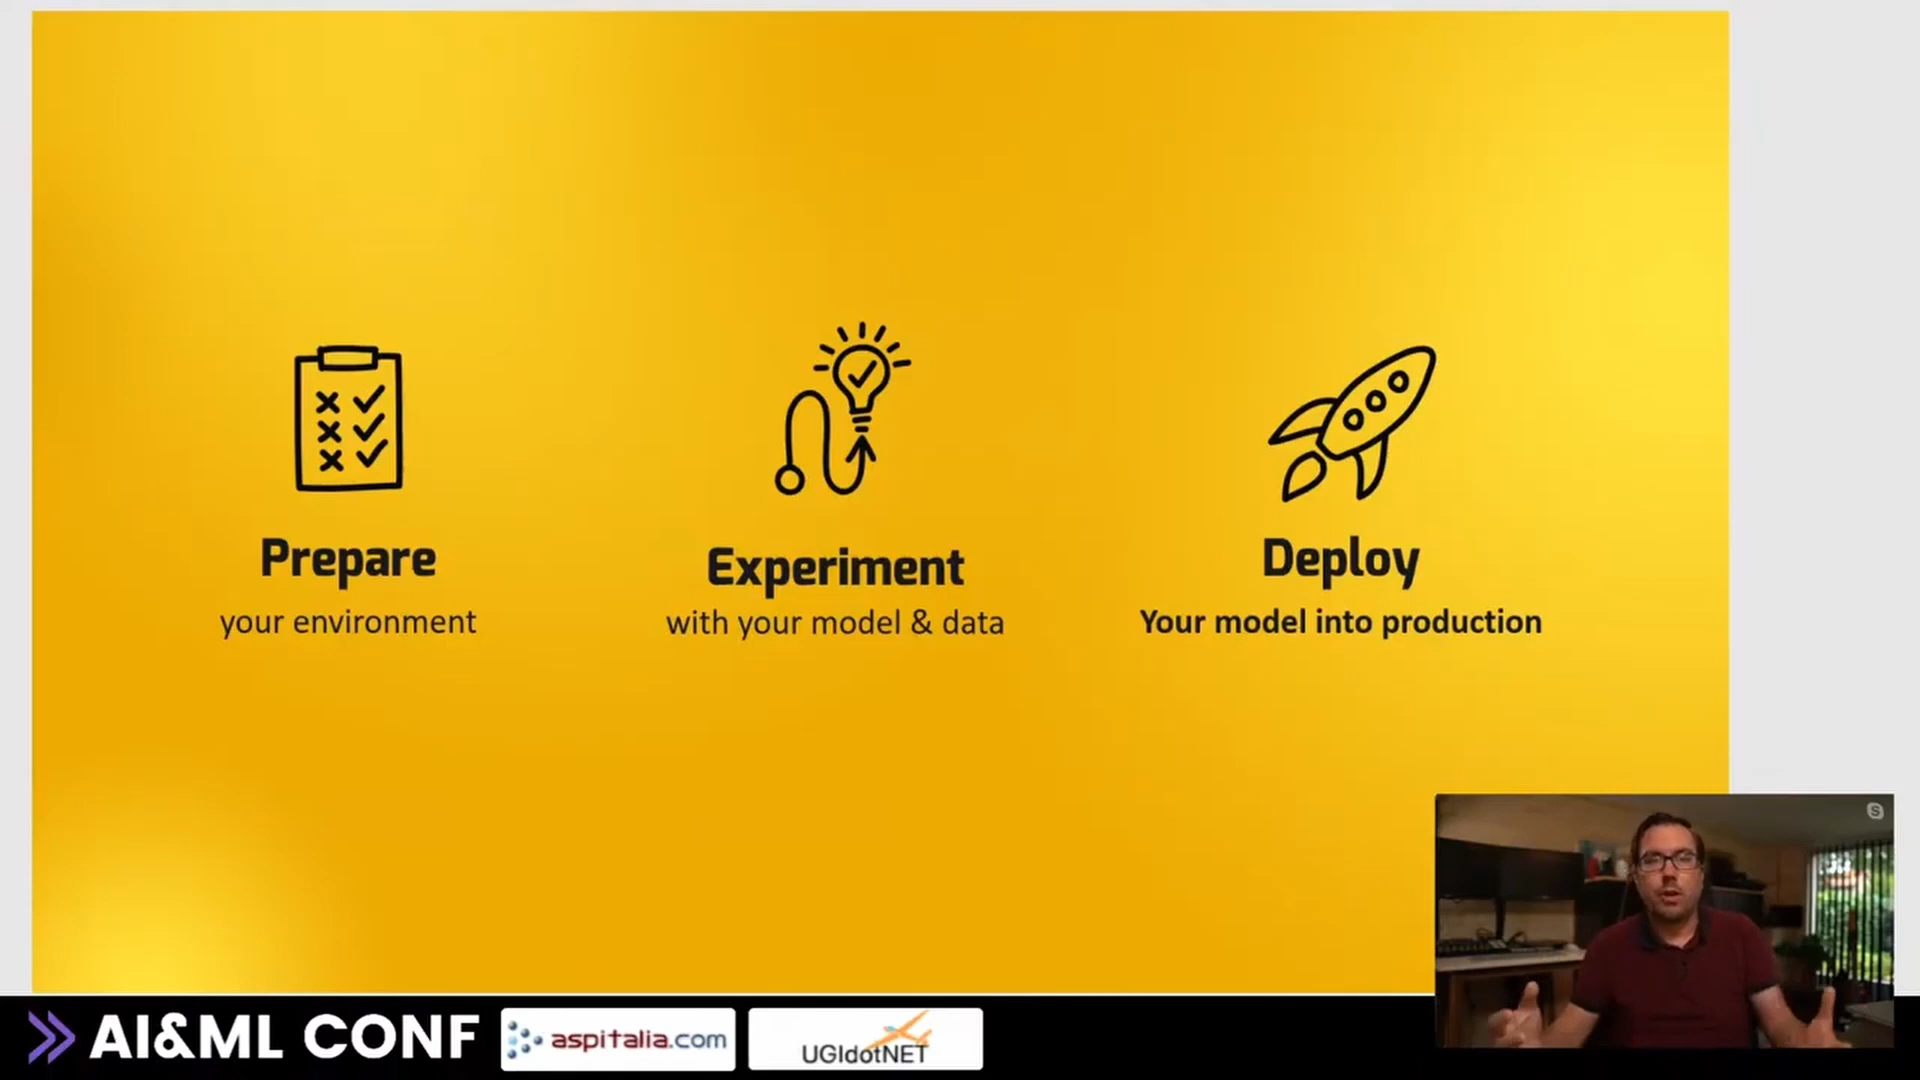 Prepare
your environment
Experiment
with your model & data
Deploy
Your model into production
AI&ML CONF
aspitalia.com
UGIdotNET